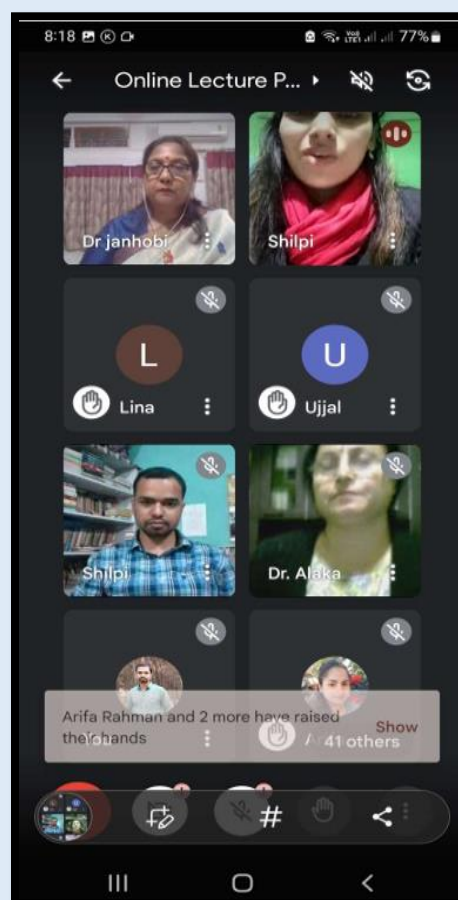 8:18 K 77%
Online Lecture P...
Dr janhobi Shilpi
L U
Lina Ujjal
Shilpi Dr. Alaka
Arifa Rahman and 2 more have raised
their hands
Show
You 41 others
#